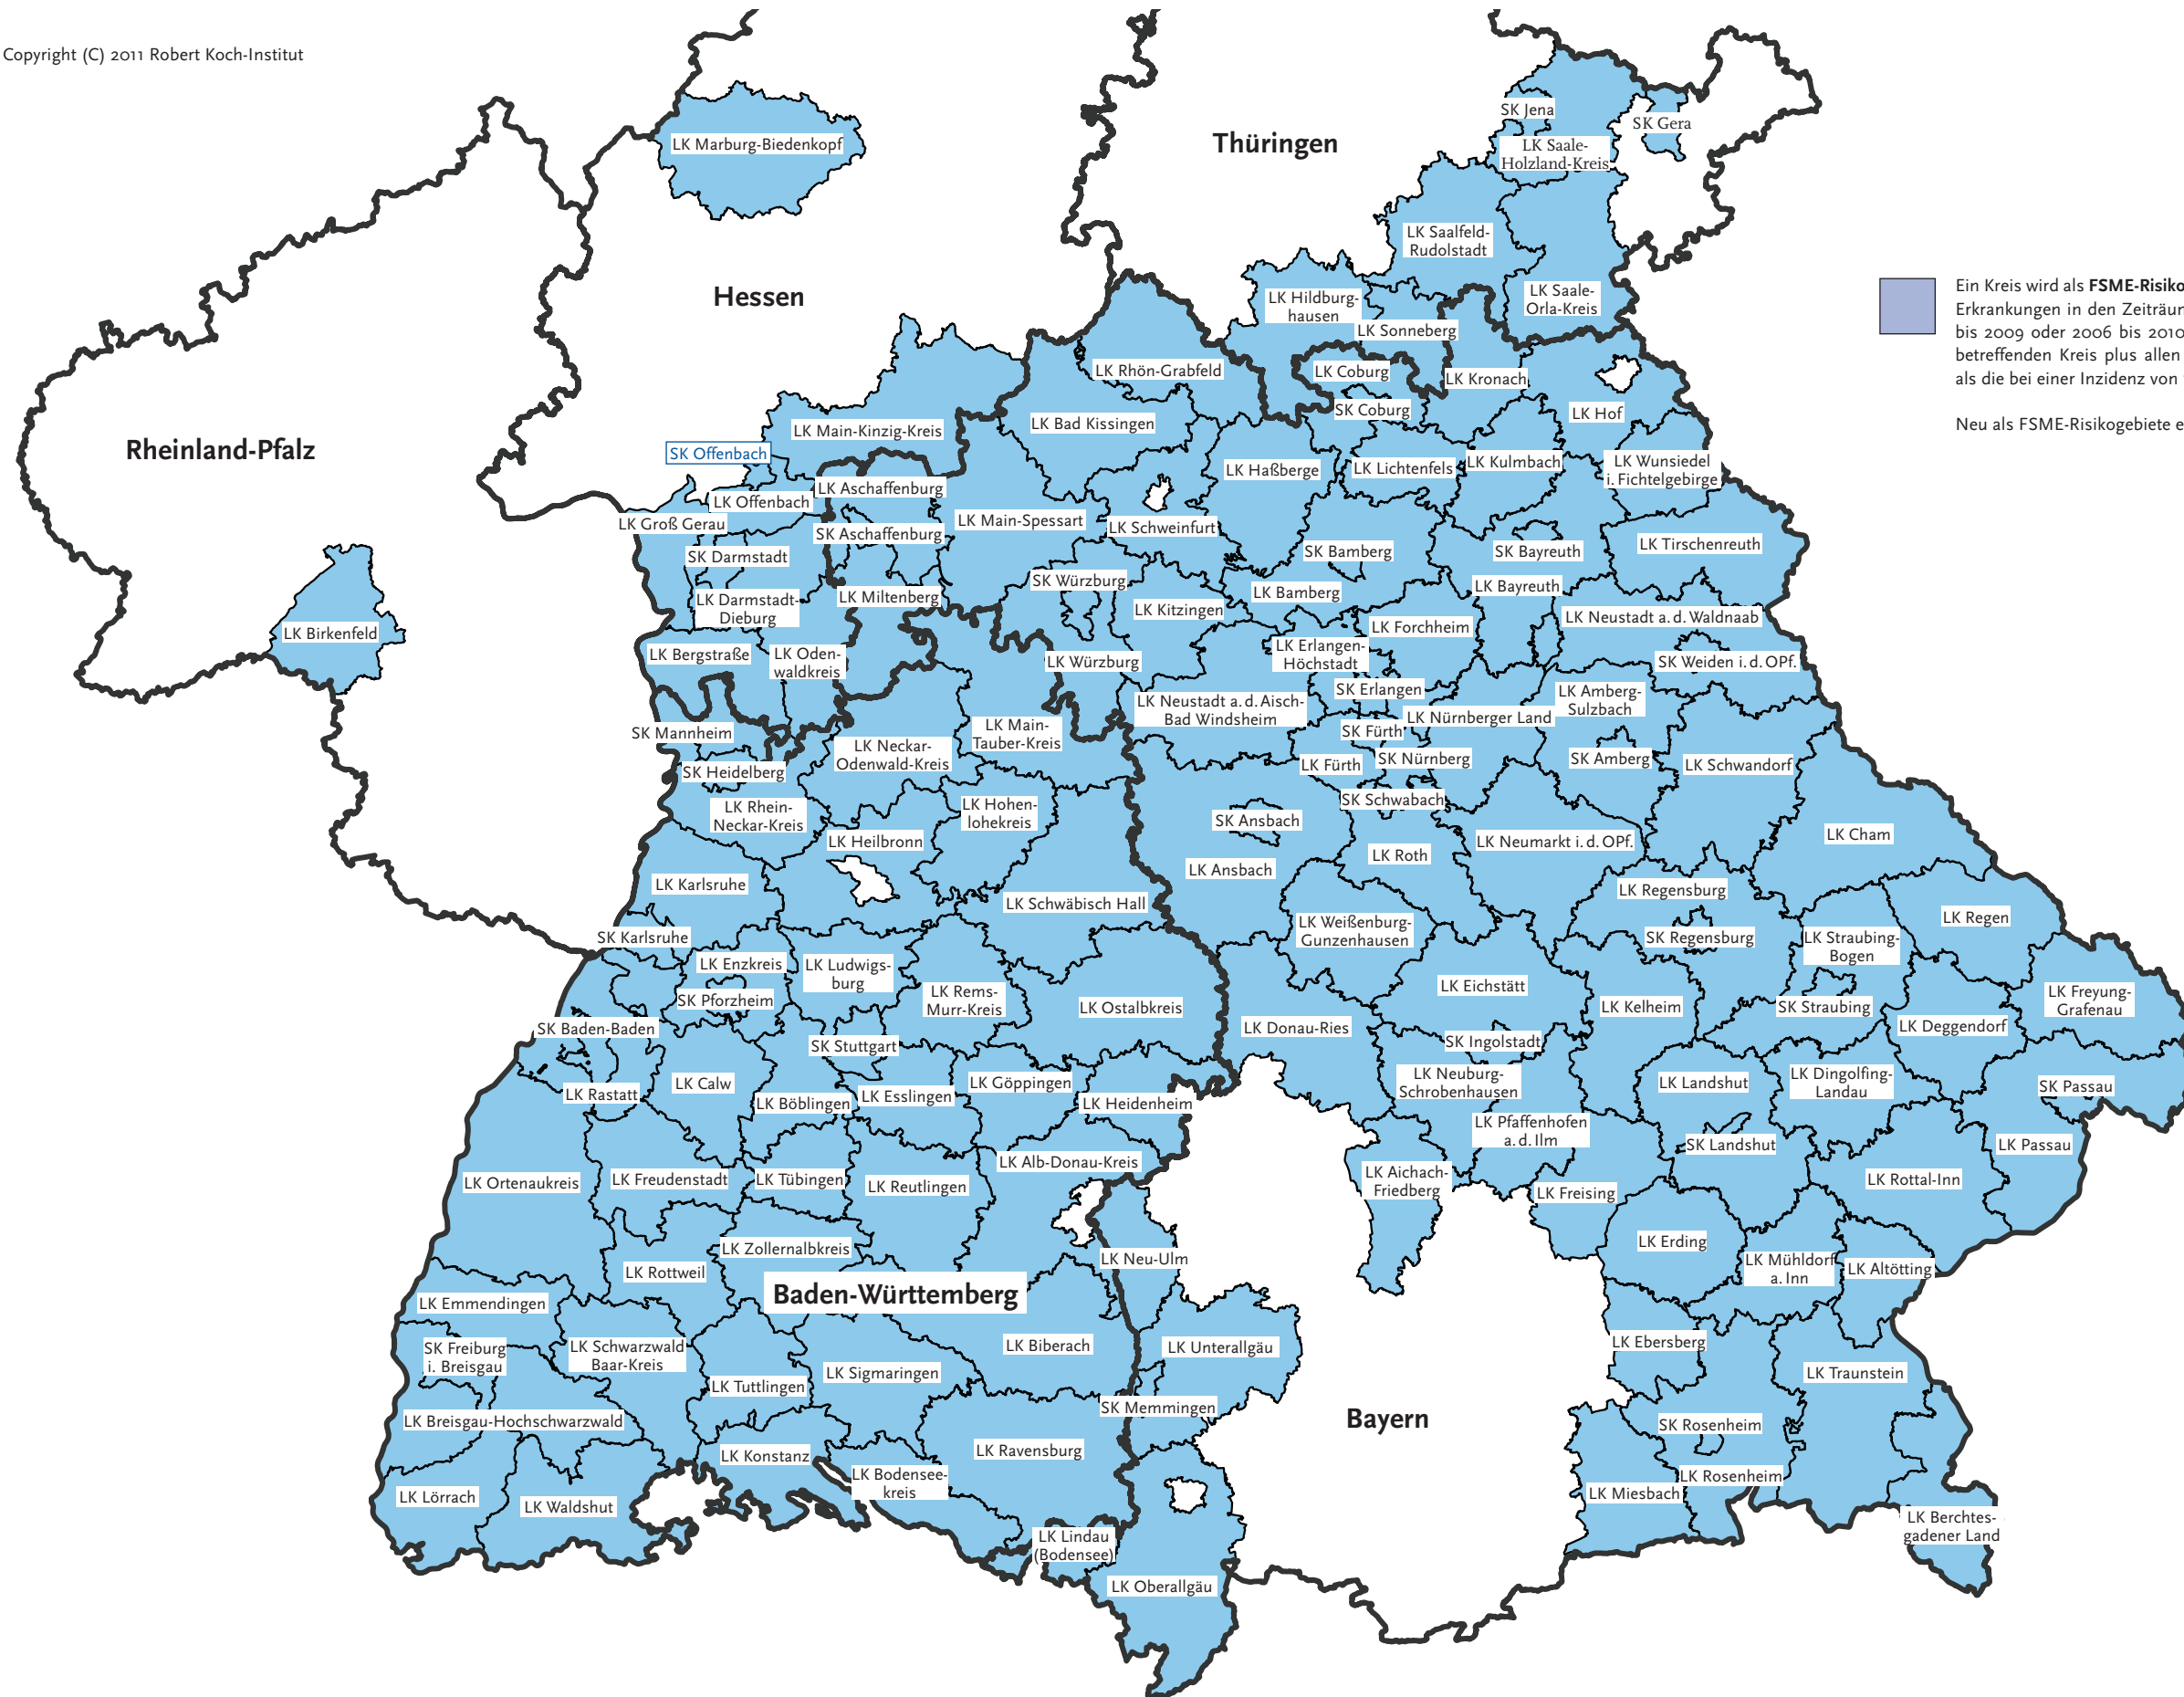 Copyright (C) 2011 Robert Koch-Institut
LK Marburg-Biedenkopf
Thüringen
SK Jena
SK Gera
LK Saale-
Holzland-Kreis
LK Saalfeld-
Rudolstadt
LK Saale-
Orla-Kreis
Hessen
LK Hildburg-
hausen
LK Sonneberg
Ein Kreis wird als FSME-Risiko
Erkrankungen in den Zeiträun
bis 2009 oder 2006 bis 2010
betreffenden Kreis plus allen
als die bei einer Inzidenz von
Neu als FSME-Risikogebiete e
LK Rhön-Grabfeld
LK Coburg
LK Kronach
SK Coburg
LK Hof
LK Bad Kissingen
LK Main-Kinzig-Kreis
Rheinland-Pfalz
SK Offenbach
LK Haßberge
LK Lichtenfels
LK Kulmbach
LK Wunsiedel
i. Fichtelgebirge
LK Aschaffenburg
LK Offenbach
LK Groß Gerau
LK Main-Spessart
LK Schweinfurt
SK Aschaffenburg
SK Darmstadt
SK Bamberg
SK Bayreuth
LK Tirschenreuth
SK Würzburg
LK Bayreuth
LK Bamberg
LK Miltenberg
LK Darmstadt-
Dieburg
LK Kitzingen
LK Neustadt a. d. Waldnaab
LK Forchheim
LK Birkenfeld
LK Bergstraße
LK Oden-
waldkreis
LK Würzburg
LK Erlangen-
Höchstadt
SK Weiden i. d. OPf.
SK Erlangen
LK Amberg-
Sulzbach
LK Neustadt a. d. Aisch-
Bad Windsheim
LK Nürnberger Land
SK Mannheim
LK Main-
Tauber-Kreis
SK Fürth
LK Neckar-
Odenwald-Kreis
SK Heidelberg
LK Fürth
SK Nürnberg
SK Amberg
LK Schwandorf
LK Rhein-
Neckar-Kreis
LK Hohen-
lohekreis
SK Schwabach
SK Ansbach
LK Cham
LK Heilbronn
LK Neumarkt i. d. OPf.
LK Roth
LK Ansbach
LK Karlsruhe
LK Regensburg
LK Schwäbisch Hall
LK Regen
LK Weißenburg-
Gunzenhausen
SK Karlsruhe
SK Regensburg
LK Straubing-
Bogen
LK Enzkreis
LK Ludwigs-
burg
SK Pforzheim
LK Rems-
Murr-Kreis
LK Ostalbkreis
LK Eichstätt
LK Kelheim
SK Straubing
LK Freyung-
Grafenau
SK Baden-Baden
LK Donau-Ries
LK Deggendorf
SK Stuttgart
SK Ingolstadt
LK Calw
LK Göppingen
LK Neuburg-
Schrobenhausen
LK Landshut
LK Dingolfing-
Landau
SK Passau
LK Rastatt
LK Böblingen
LK Esslingen
LK Heidenheim
LK Pfaffenhofen
a. d. Ilm
SK Landshut
LK Passau
LK Alb-Donau-Kreis
LK Ortenaukreis
LK Freudenstadt
LK Tübingen
LK Reutlingen
LK Aichach-
Friedberg
LK Freising
LK Rottal-Inn
LK Zollernalbkreis
LK Neu-Ulm
LK Erding
LK Mühldorf
a. Inn
LK Altötting
LK Rottweil
Baden-Württemberg
LK Emmendingen
LK Ebersberg
SK Freiburg
i. Breisgau
LK Schwarzwald
Baar-Kreis
LK Biberach
LK Unterallgäu
LK Sigmaringen
LK Traunstein
LK Tuttlingen
SK Memmingen
LK Breisgau-Hochschwarzwald
Bayern
SK Rosenheim
LK Konstanz
LK Ravensburg
LK Bodensee-
kreis
LK Rosenheim
LK Lörrach
LK Waldshut
LK Miesbach
LK Lindau
(Bodensee)
LK Berchtes-
gadener Land
LK Oberallgäu